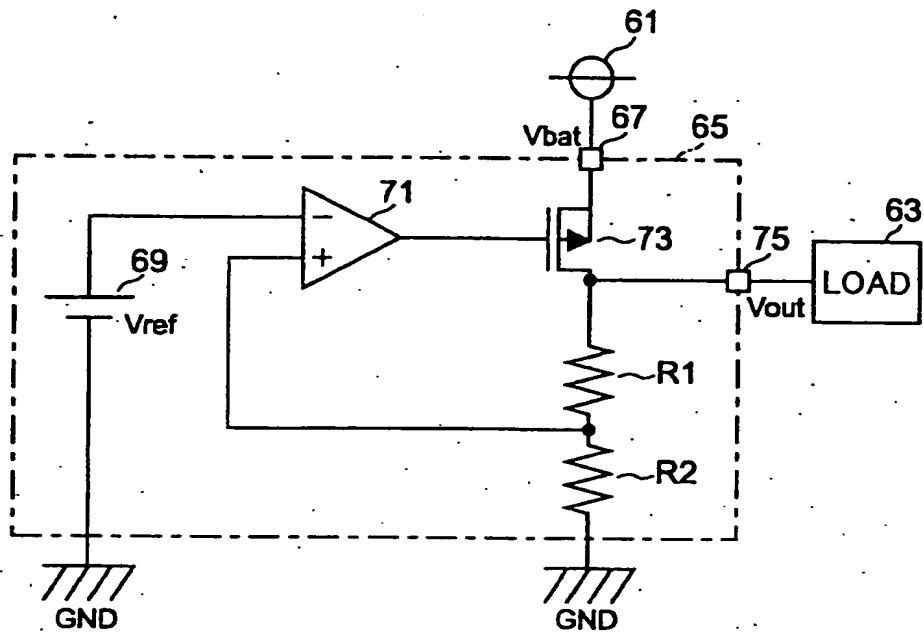 61
67
Vbat
65
71
−
+
73
63
75
LOAD
69
Vref
Vout
R1
R2
GND
GND